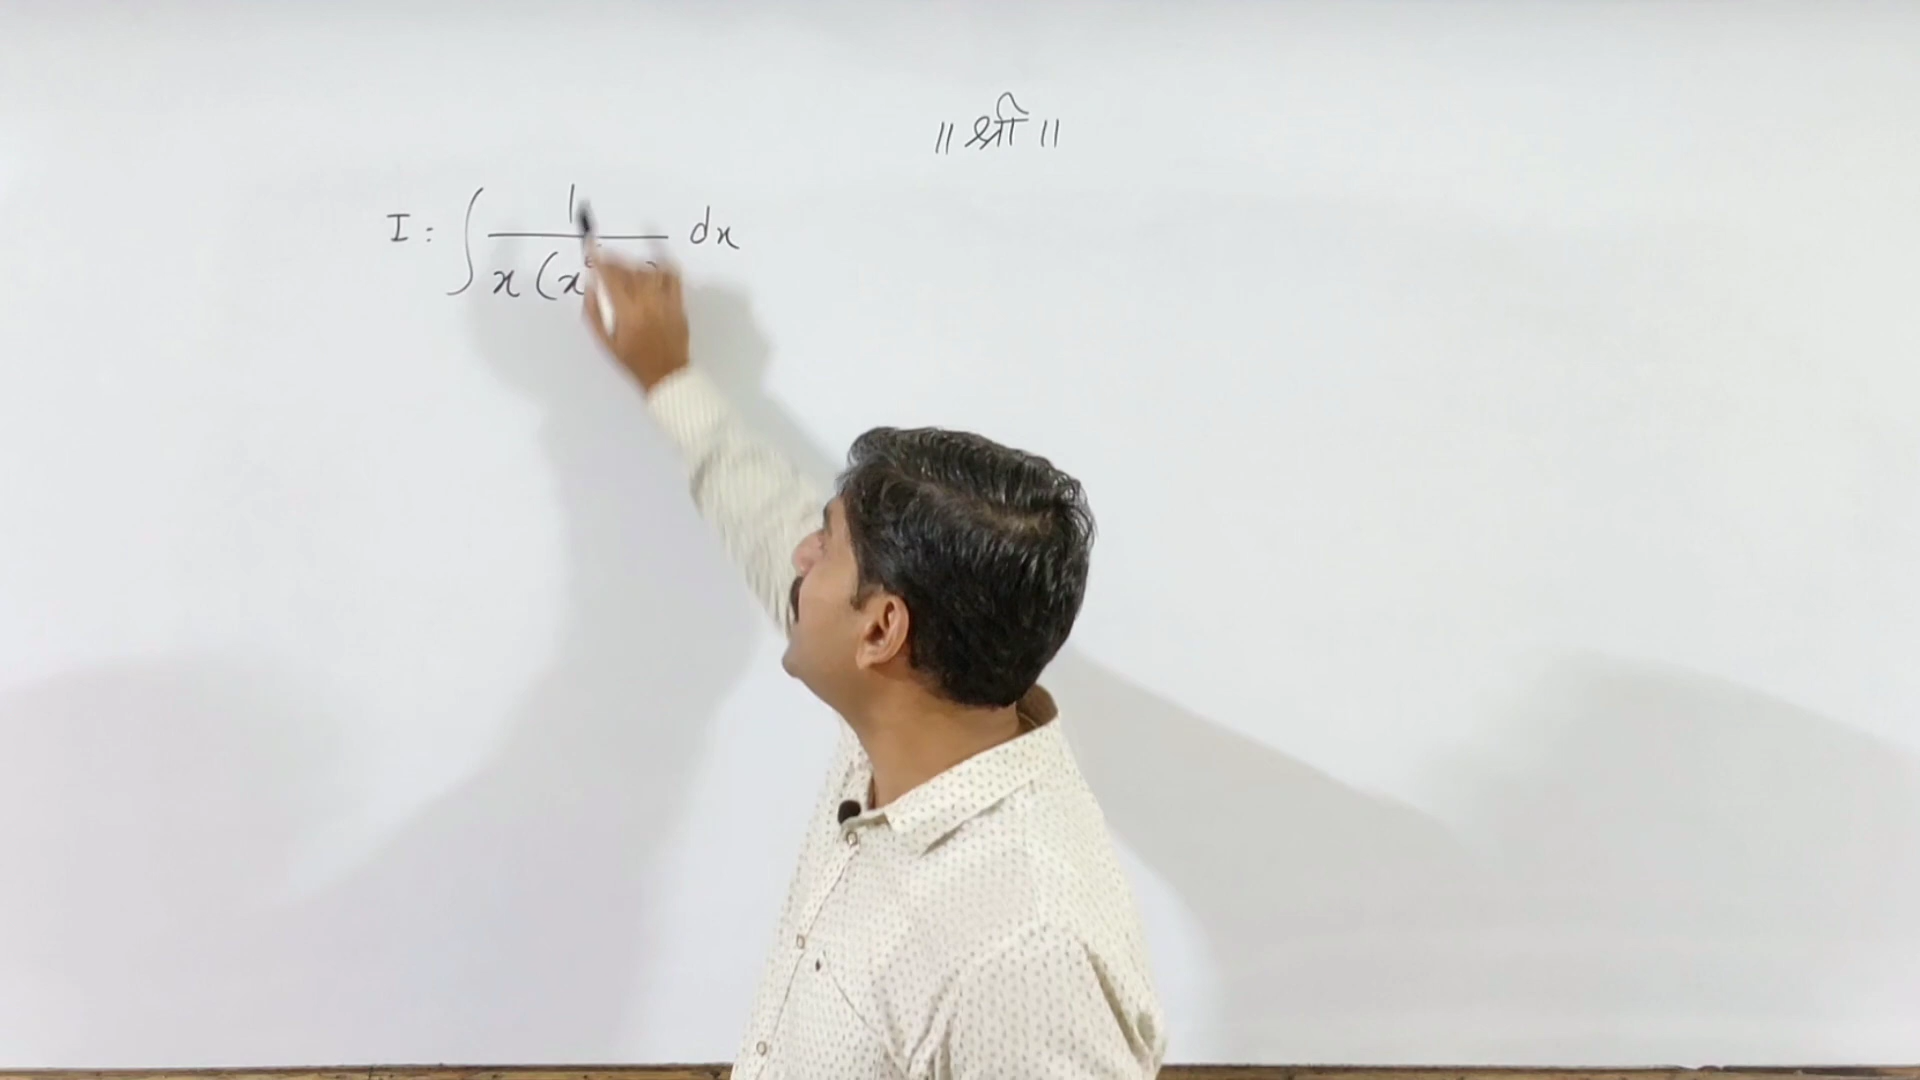 ॥ श्री ॥
I = ∫ 1 / x (x dx